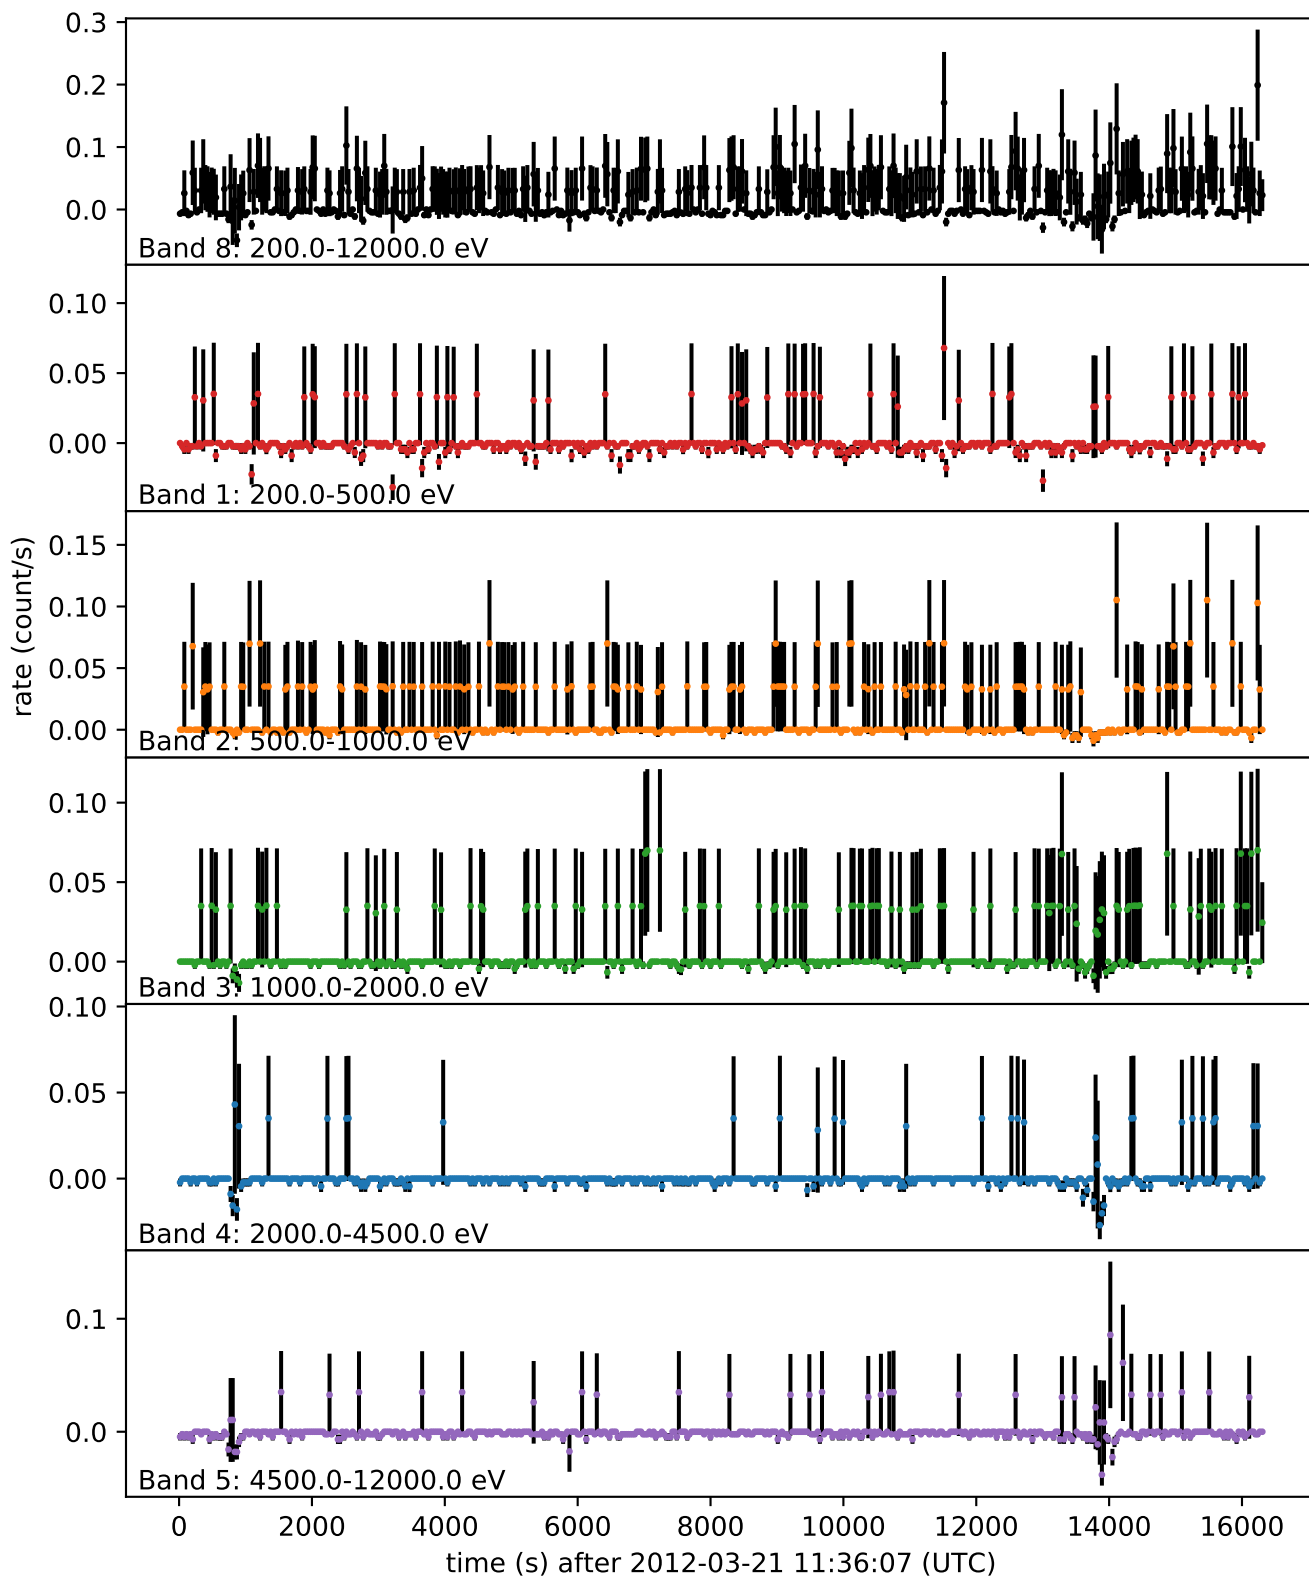 0.3
0.2
0.1
0.0
Band 8: 200.0-12000.0 eV
0.10
0.05
0.00
Band 1: 200.0-500.0 eV
0.15
0.10
0.05
0.00
Band 2: 500.0-1000.0 eV
rate (count/s)
0.10
0.05
0.00
Band 3: 1000.0-2000.0 eV
0.10
0.05
0.00
Band 4: 2000.0-4500.0 eV
0.1
0.0
Band 5: 4500.0-12000.0 eV
0 2000 4000 6000 8000 10000 12000 14000 16000
time (s) after 2012-03-21 11:36:07 (UTC)